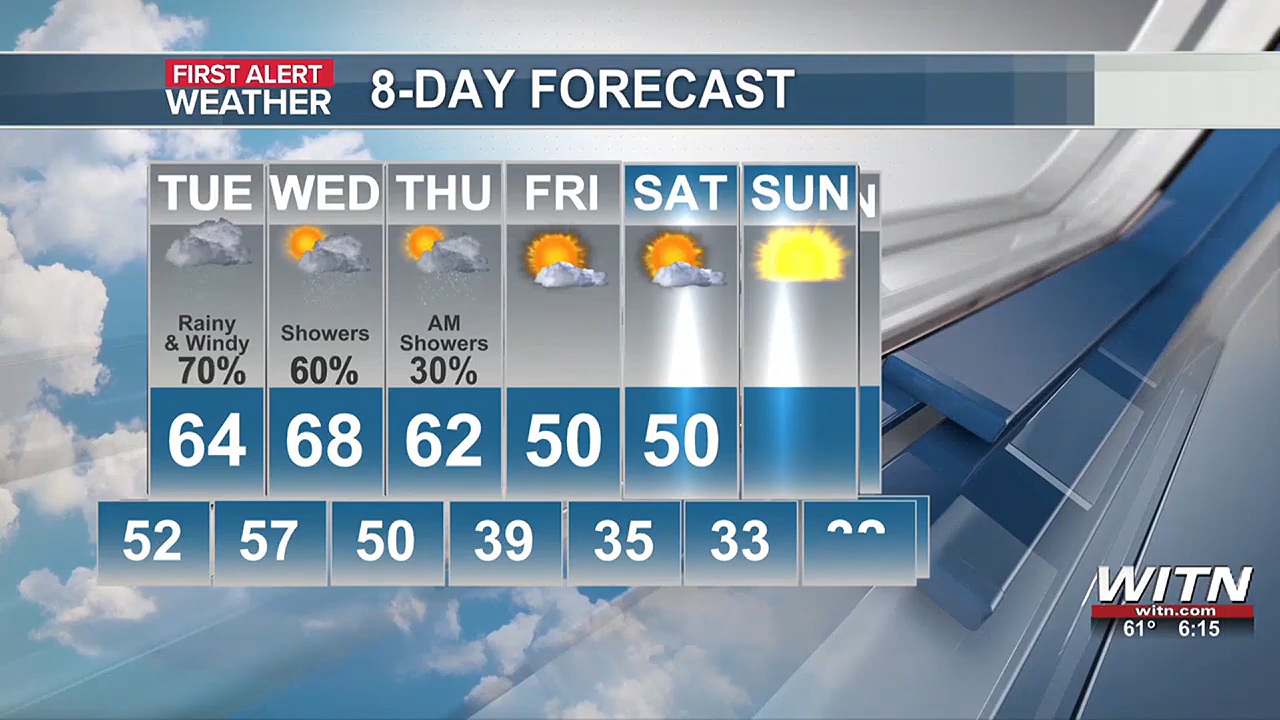 FIRST ALERT
WEATHER
8-DAY FORECAST
TUE WED THU FRI SAT SUN N
Rainy
& Windy
70%
Showers
60%
AM
Showers
30%
64 68 62 50 50
52 57 50 39 35 33
WITN
witn.com
61° 6:15